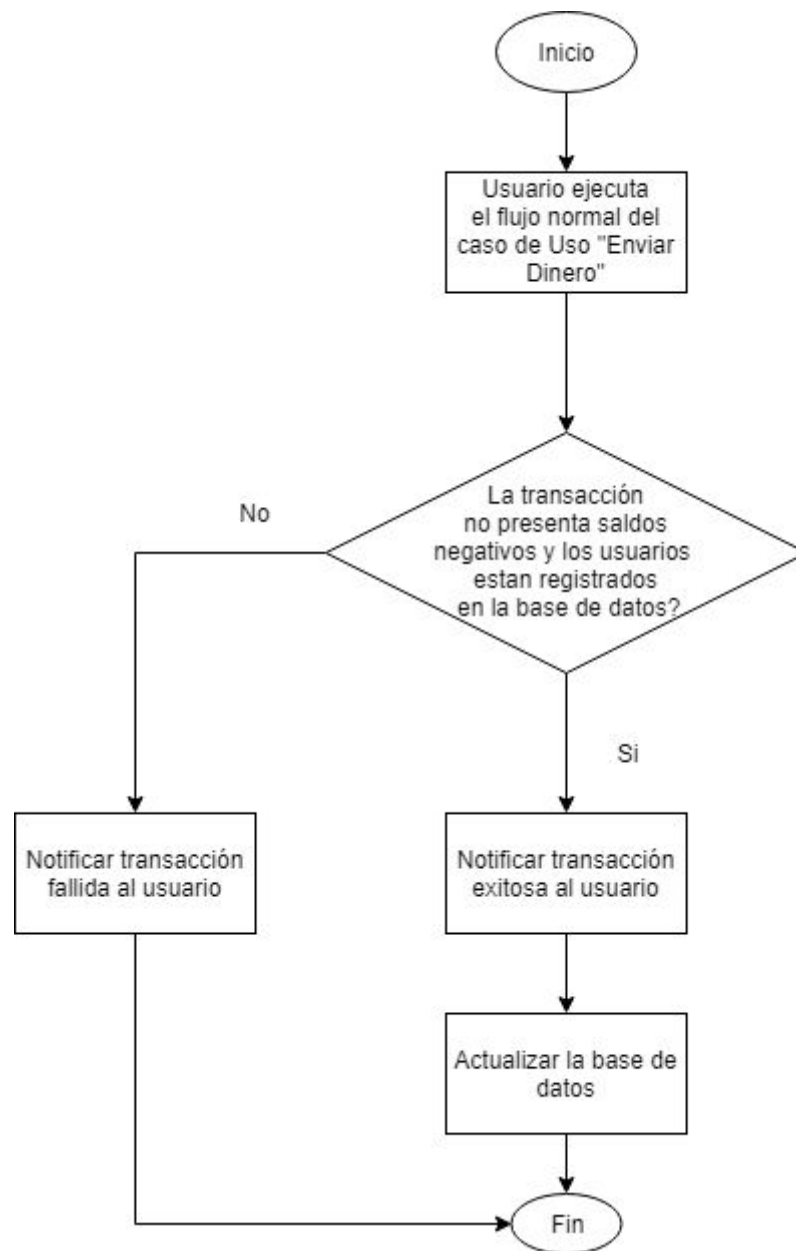 Inicio
Usuario ejecuta
el flujo normal del
caso de Uso "Enviar
Dinero"
La transacción
no presenta saldos
negativos y los usuarios
estan registrados
en la base de datos?
No
Si
Notificar transacción
fallida al usuario
Notificar transacción
exitosa al usuario
Actualizar la base de
datos
Fin